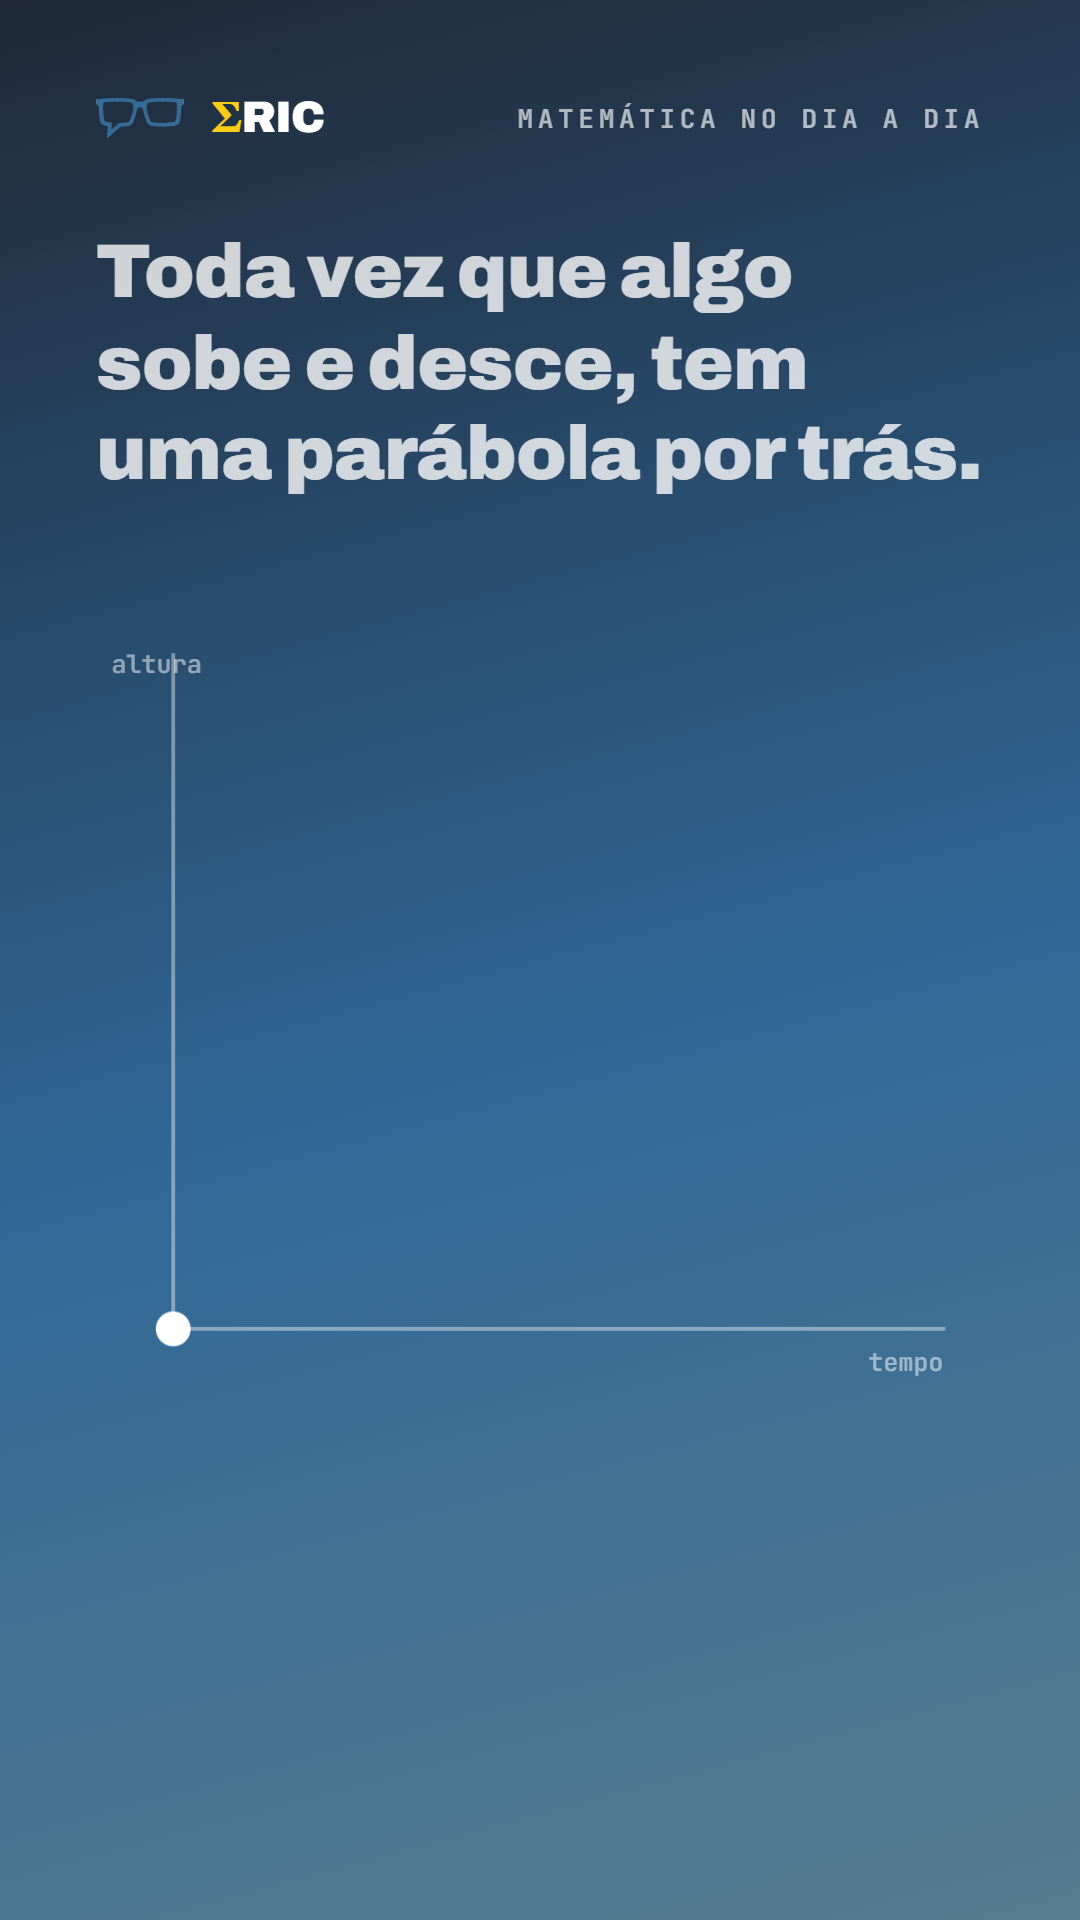 ΣRIC
MATEMÁTICA NO DIA A DIA
Toda vez que algo
sobe e desce, tem
uma parábola por trás.
altura
tempo